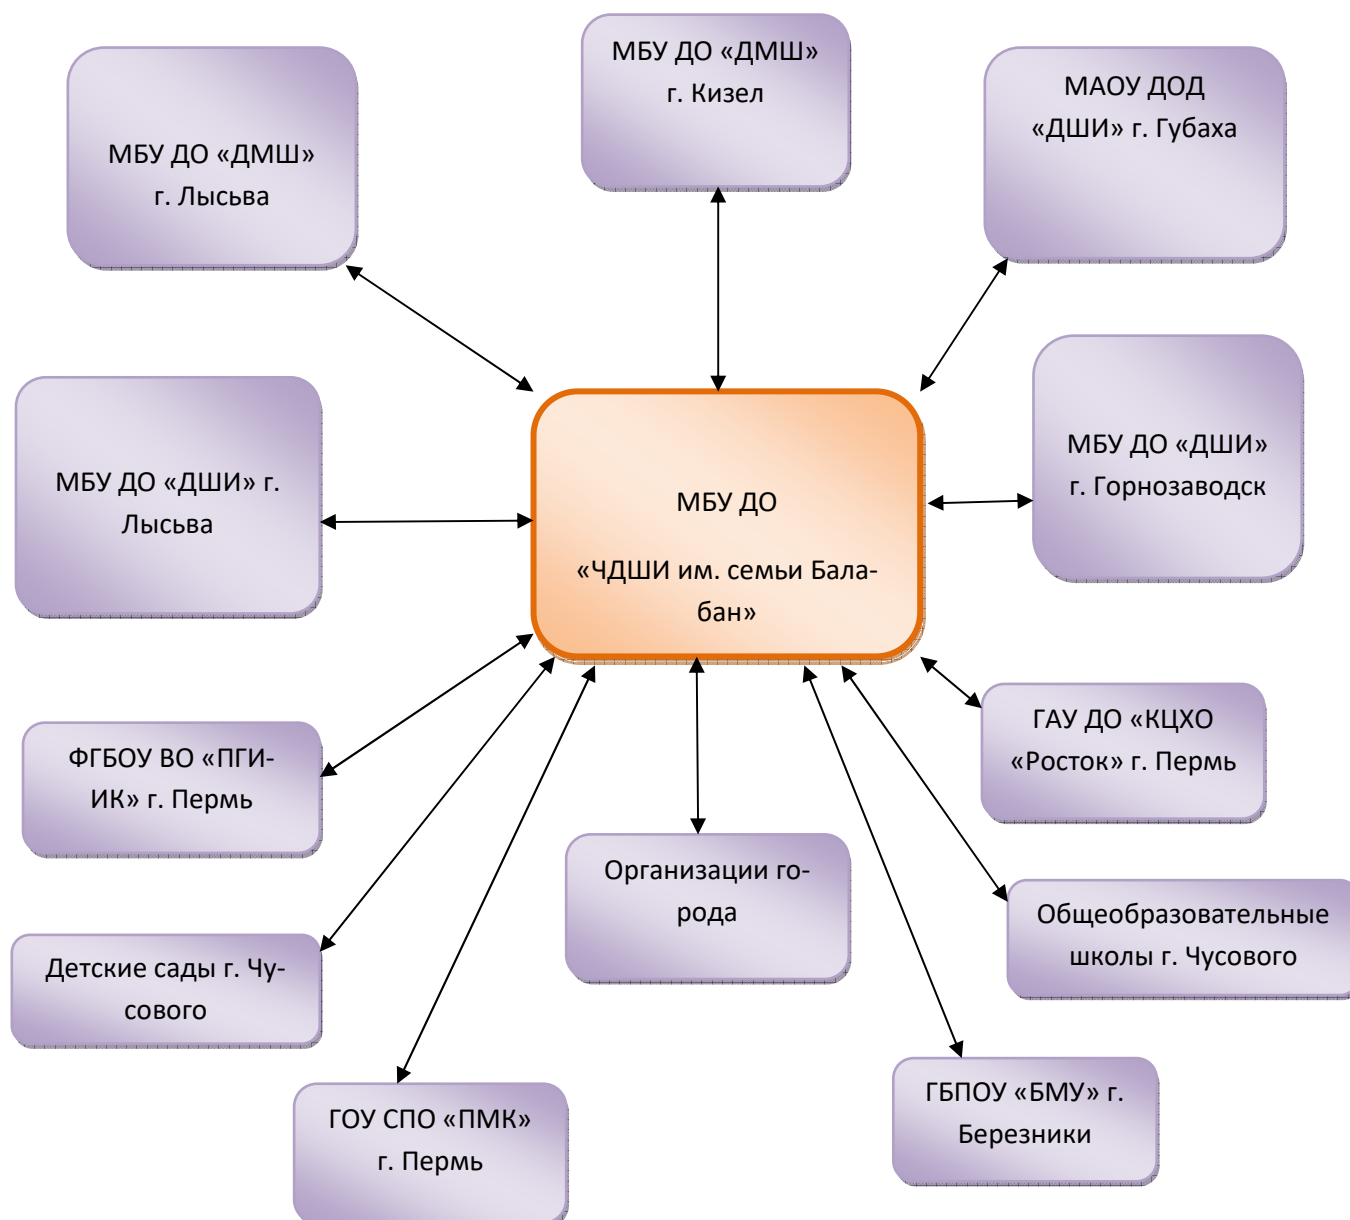 МБУ ДО «ДМШ»
г. Кизел
МАОУ ДОД
«ДШИ» г. Губаха
МБУ ДО «ДМШ»
г. Лысьва
МБУ ДО «ДШИ»
г. Горнозаводск
МБУ ДО «ДШИ» г.
Лысьва
МБУ ДО
«ЧДШИ им. семьи Бала-
бан»
ГАУ ДО «КЦХО
«Росток» г. Пермь
ФГБОУ ВО «ПГИ-
ИК» г. Пермь
Организации го-
рода
Общеобразовательные
школы г. Чусового
Детские сады г. Чу-
сового
ГБПОУ «БМУ» г.
Березники
ГОУ СПО «ПМК»
г. Пермь